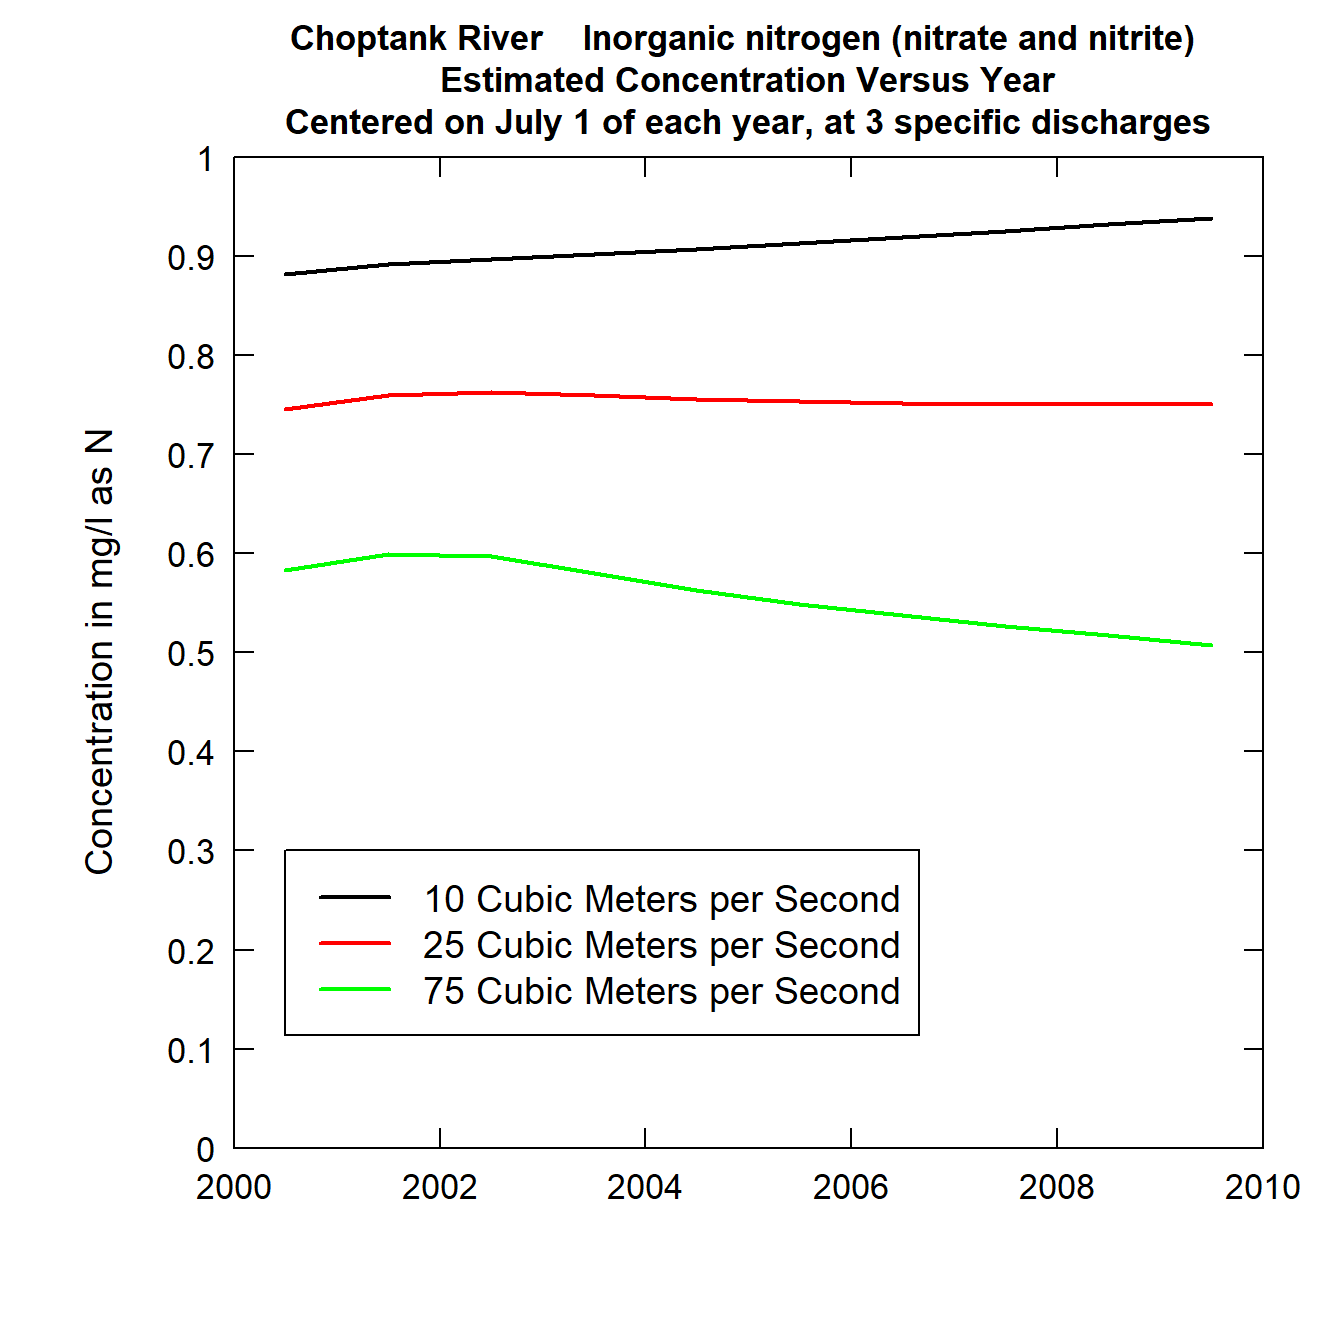 Choptank River    Inorganic nitrogen (nitrate and nitrite)
Estimated Concentration Versus Year
Centered on July 1 of each year, at 3 specific discharges
Concentration in mg/l as N
1
0.9
0.8
0.7
0.6
0.5
0.4
0.3
0.2
0.1
0
10 Cubic Meters per Second
25 Cubic Meters per Second
75 Cubic Meters per Second
2000 2002 2004 2006 2008 2010